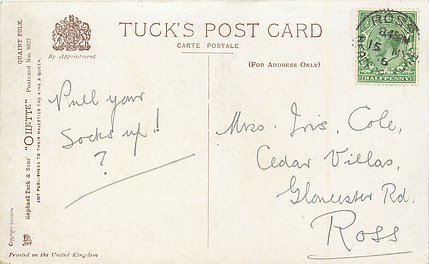 TUCK'S POST CARD
CARTE POSTALE
(FOR ADDRESS ONLY)
By Appointment
QUAINT FOLK.
Raphael Tuck & Sons' "OILETTE" Postcard No. 8827
ART PUBLISHERS TO THEIR MAJESTIES THE KING & QUEEN.
Copyright London.
Pull your
Socks up!
?
Mrs. Iris. Cole,
Cedar Villas,
Gloucester Rd.
Ross
ROSS
HALFPENNY
Printed in the United Kingdom